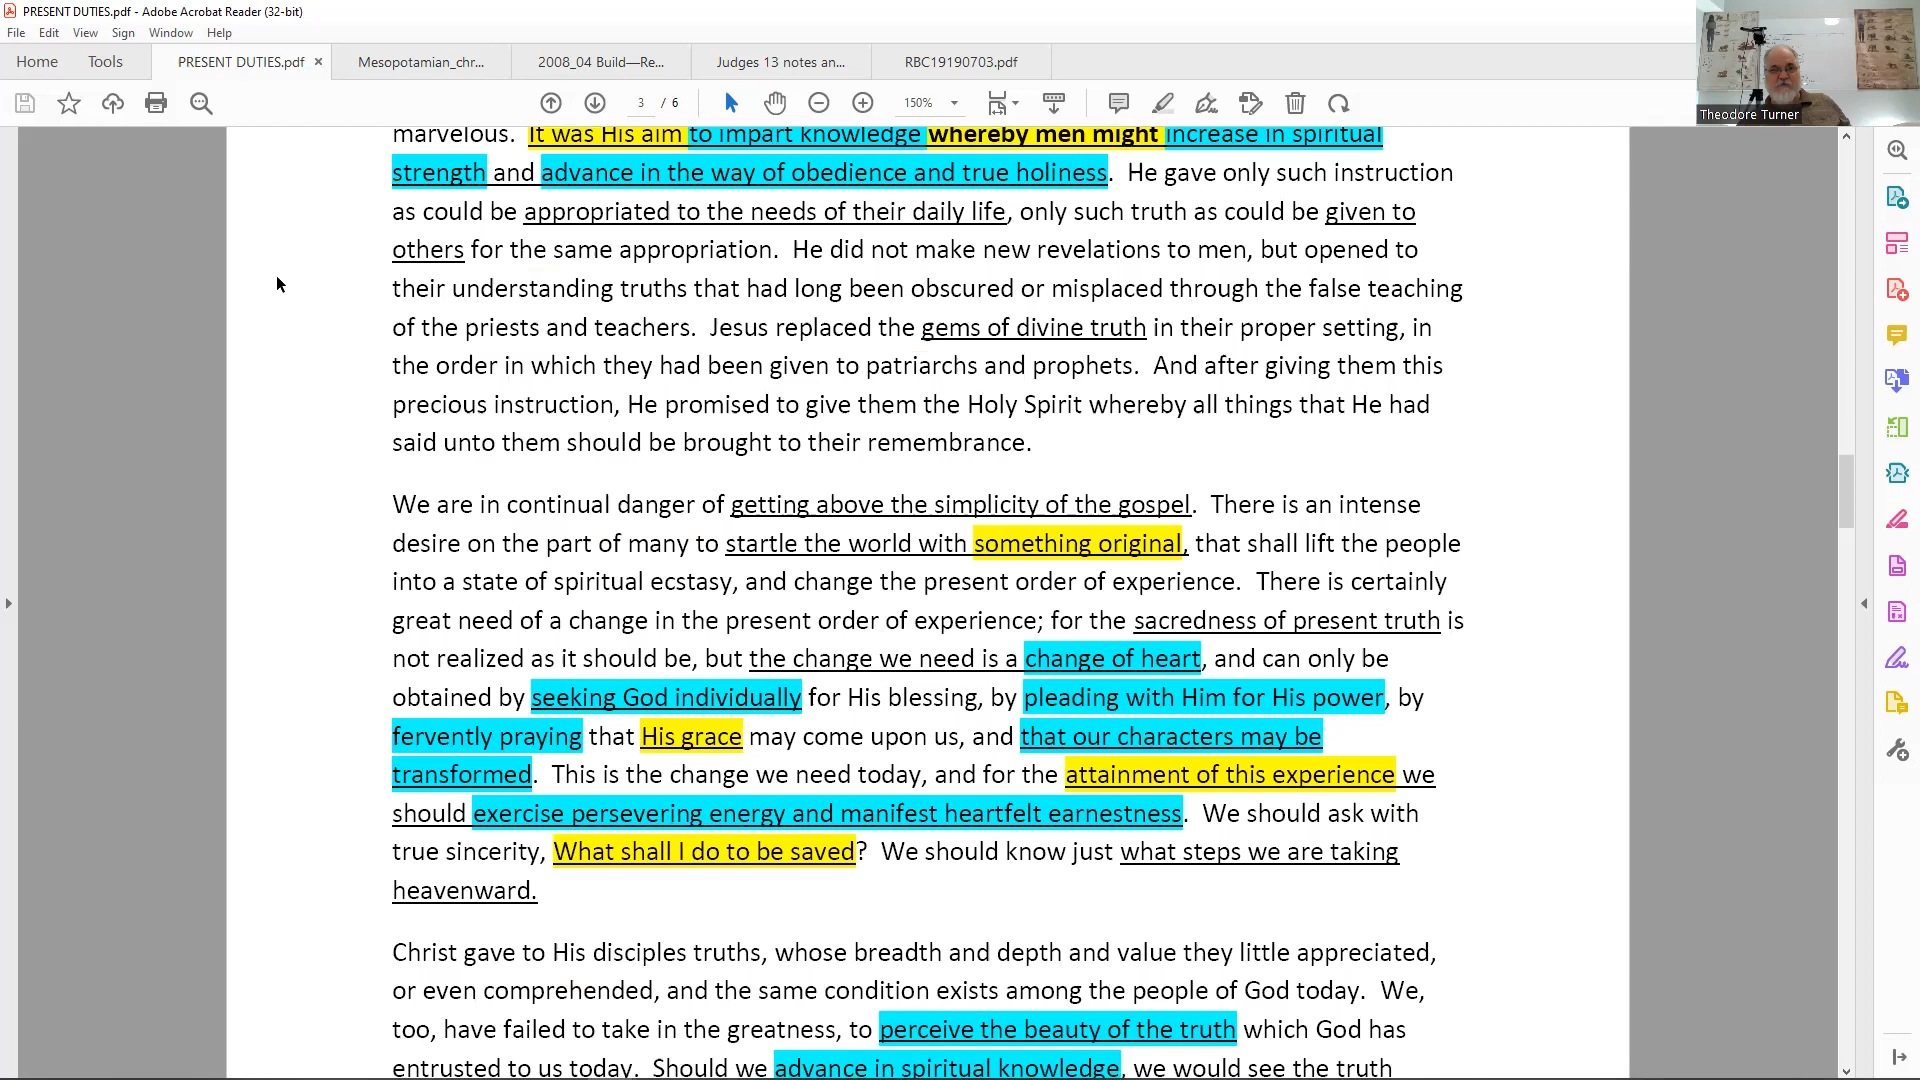 PRESENT DUTIES.pdf - Adobe Acrobat Reader (32-bit)
File Edit View Sign Window Help
Home Tools PRESENT DUTIES.pdf × Mesopotamian_chr... 2008_04 Build—Re... Judges 13 notes an... RBC19190703.pdf
3 / 6 150%
Theodore Turner
marvelous. It was His aim to impart knowledge whereby men might increase in spiritual
strength and advance in the way of obedience and true holiness. He gave only such instruction
as could be appropriated to the needs of their daily life, only such truth as could be given to
others for the same appropriation. He did not make new revelations to men, but opened to
their understanding truths that had long been obscured or misplaced through the false teaching
of the priests and teachers. Jesus replaced the gems of divine truth in their proper setting, in
the order in which they had been given to patriarchs and prophets. And after giving them this
precious instruction, He promised to give them the Holy Spirit whereby all things that He had
said unto them should be brought to their remembrance.
We are in continual danger of getting above the simplicity of the gospel. There is an intense
desire on the part of many to startle the world with something original, that shall lift the people
into a state of spiritual ecstasy, and change the present order of experience. There is certainly
great need of a change in the present order of experience; for the sacredness of present truth is
not realized as it should be, but the change we need is a change of heart, and can only be
obtained by seeking God individually for His blessing, by pleading with Him for His power, by
fervently praying that His grace may come upon us, and that our characters may be
transformed. This is the change we need today, and for the attainment of this experience we
should exercise persevering energy and manifest heartfelt earnestness. We should ask with
true sincerity, What shall I do to be saved? We should know just what steps we are taking
heavenward.
Christ gave to His disciples truths, whose breadth and depth and value they little appreciated,
or even comprehended, and the same condition exists among the people of God today. We,
too, have failed to take in the greatness, to perceive the beauty of the truth which God has
entrusted to us today. Should we advance in spiritual knowledge, we would see the truth